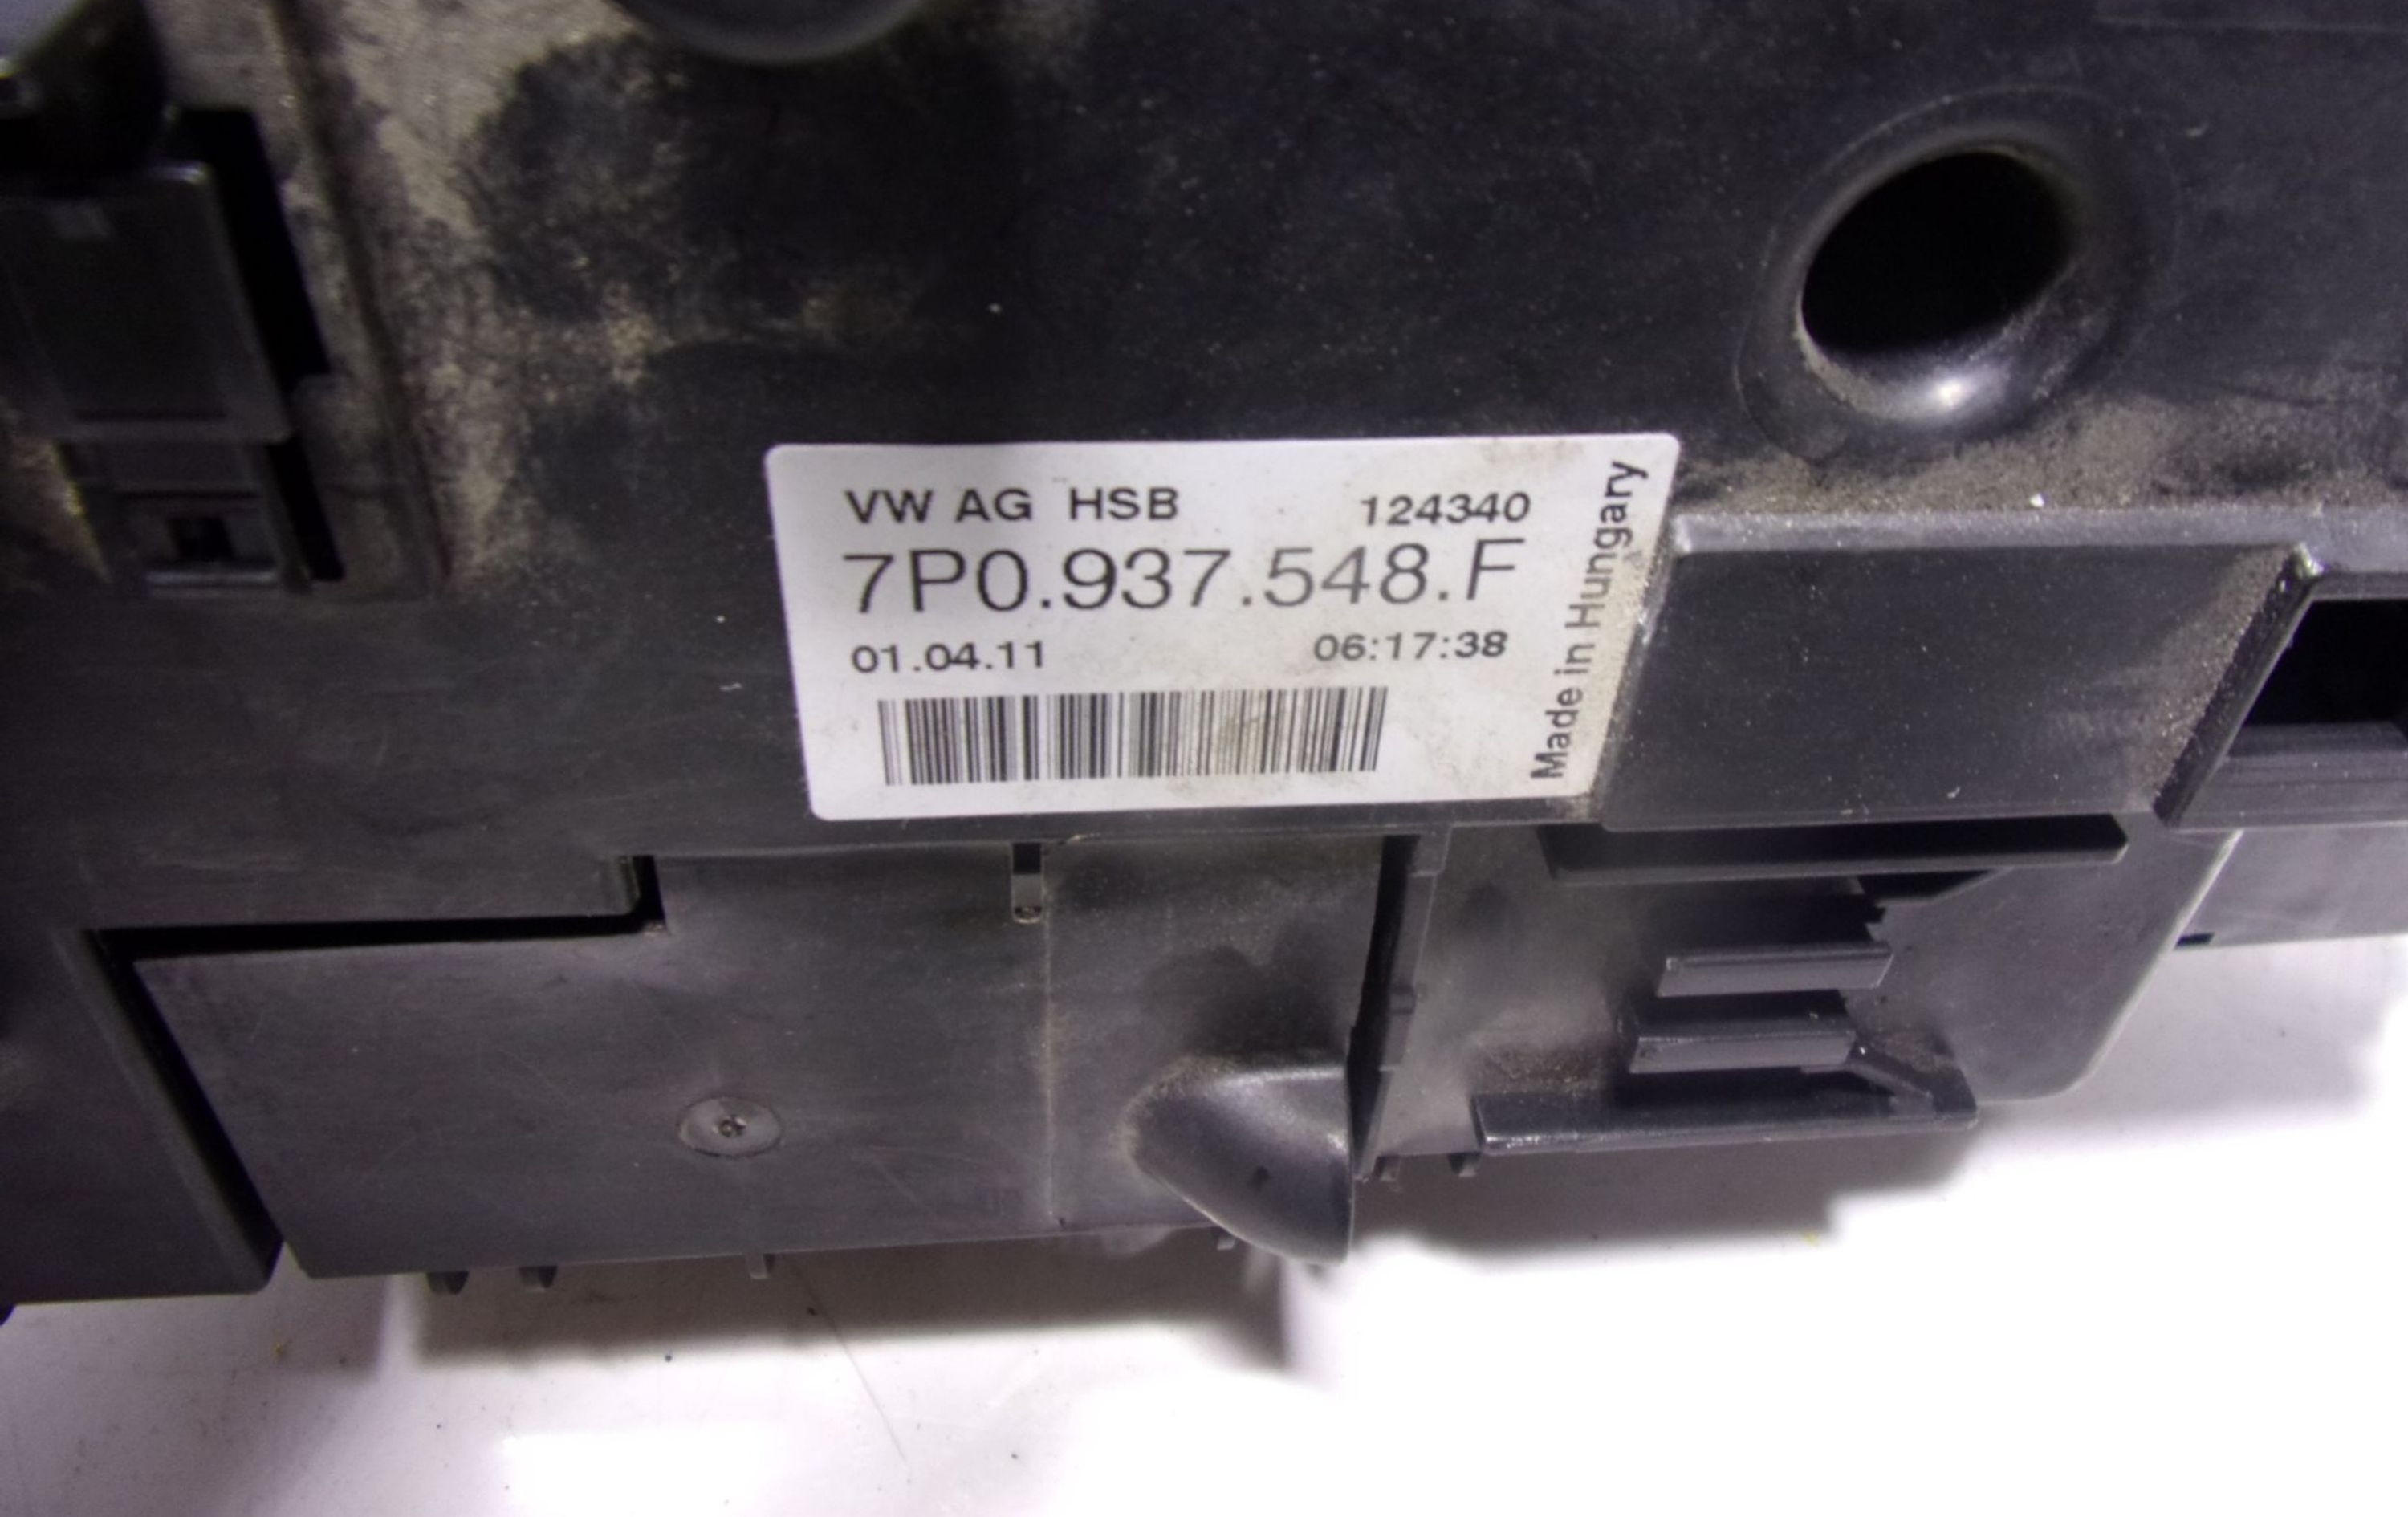 VW AG HSB 124340
7P0.937.548.F
01.04.11 06:17:38
Made in Hungary